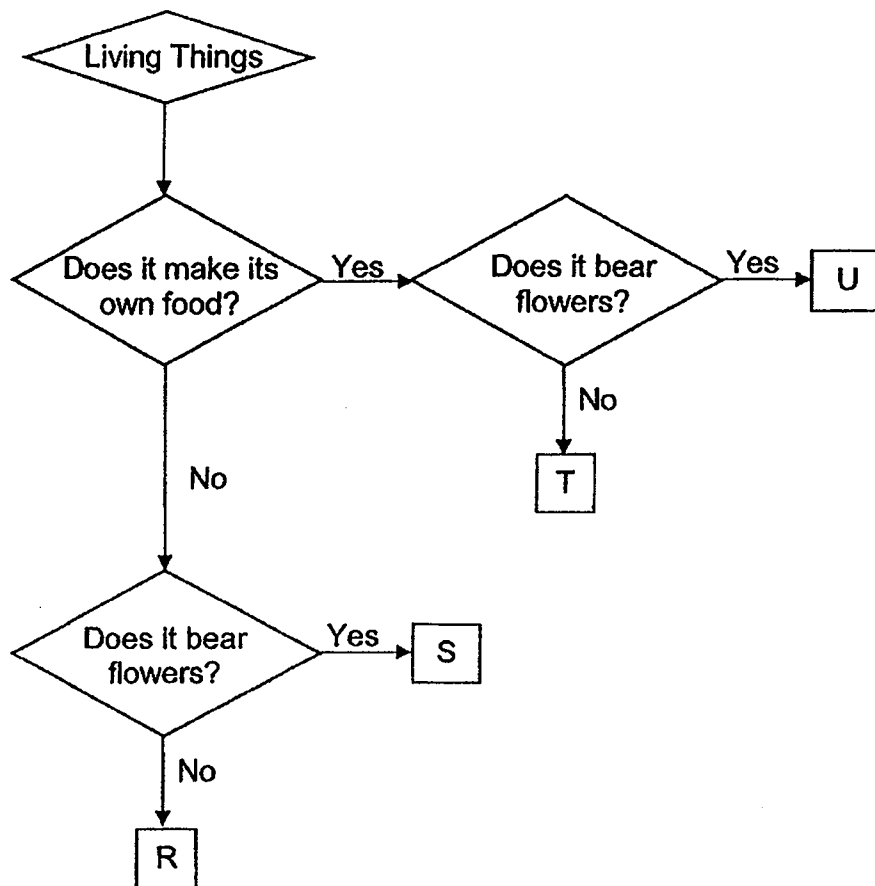 Living Things
Does it make its
own food?
Yes
Does it bear
flowers?
Yes
U
No
T
No
Does it bear
flowers?
Yes
S
No
R